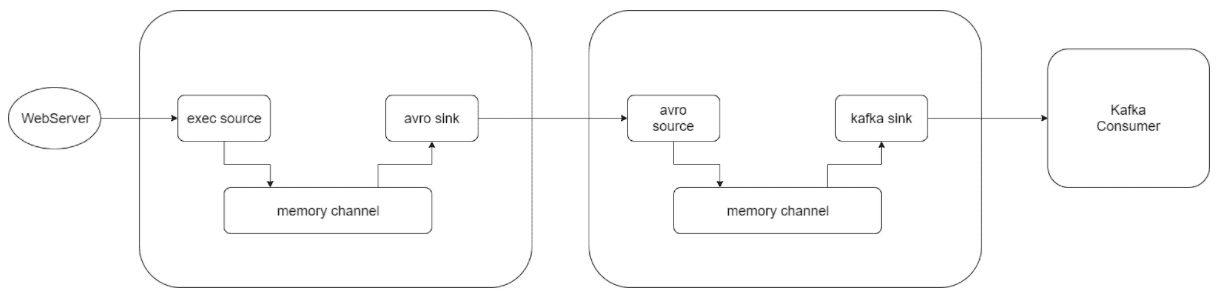 WebServer
exec source
avro sink
memory channel
avro
source
kafka sink
memory channel
Kafka
Consumer